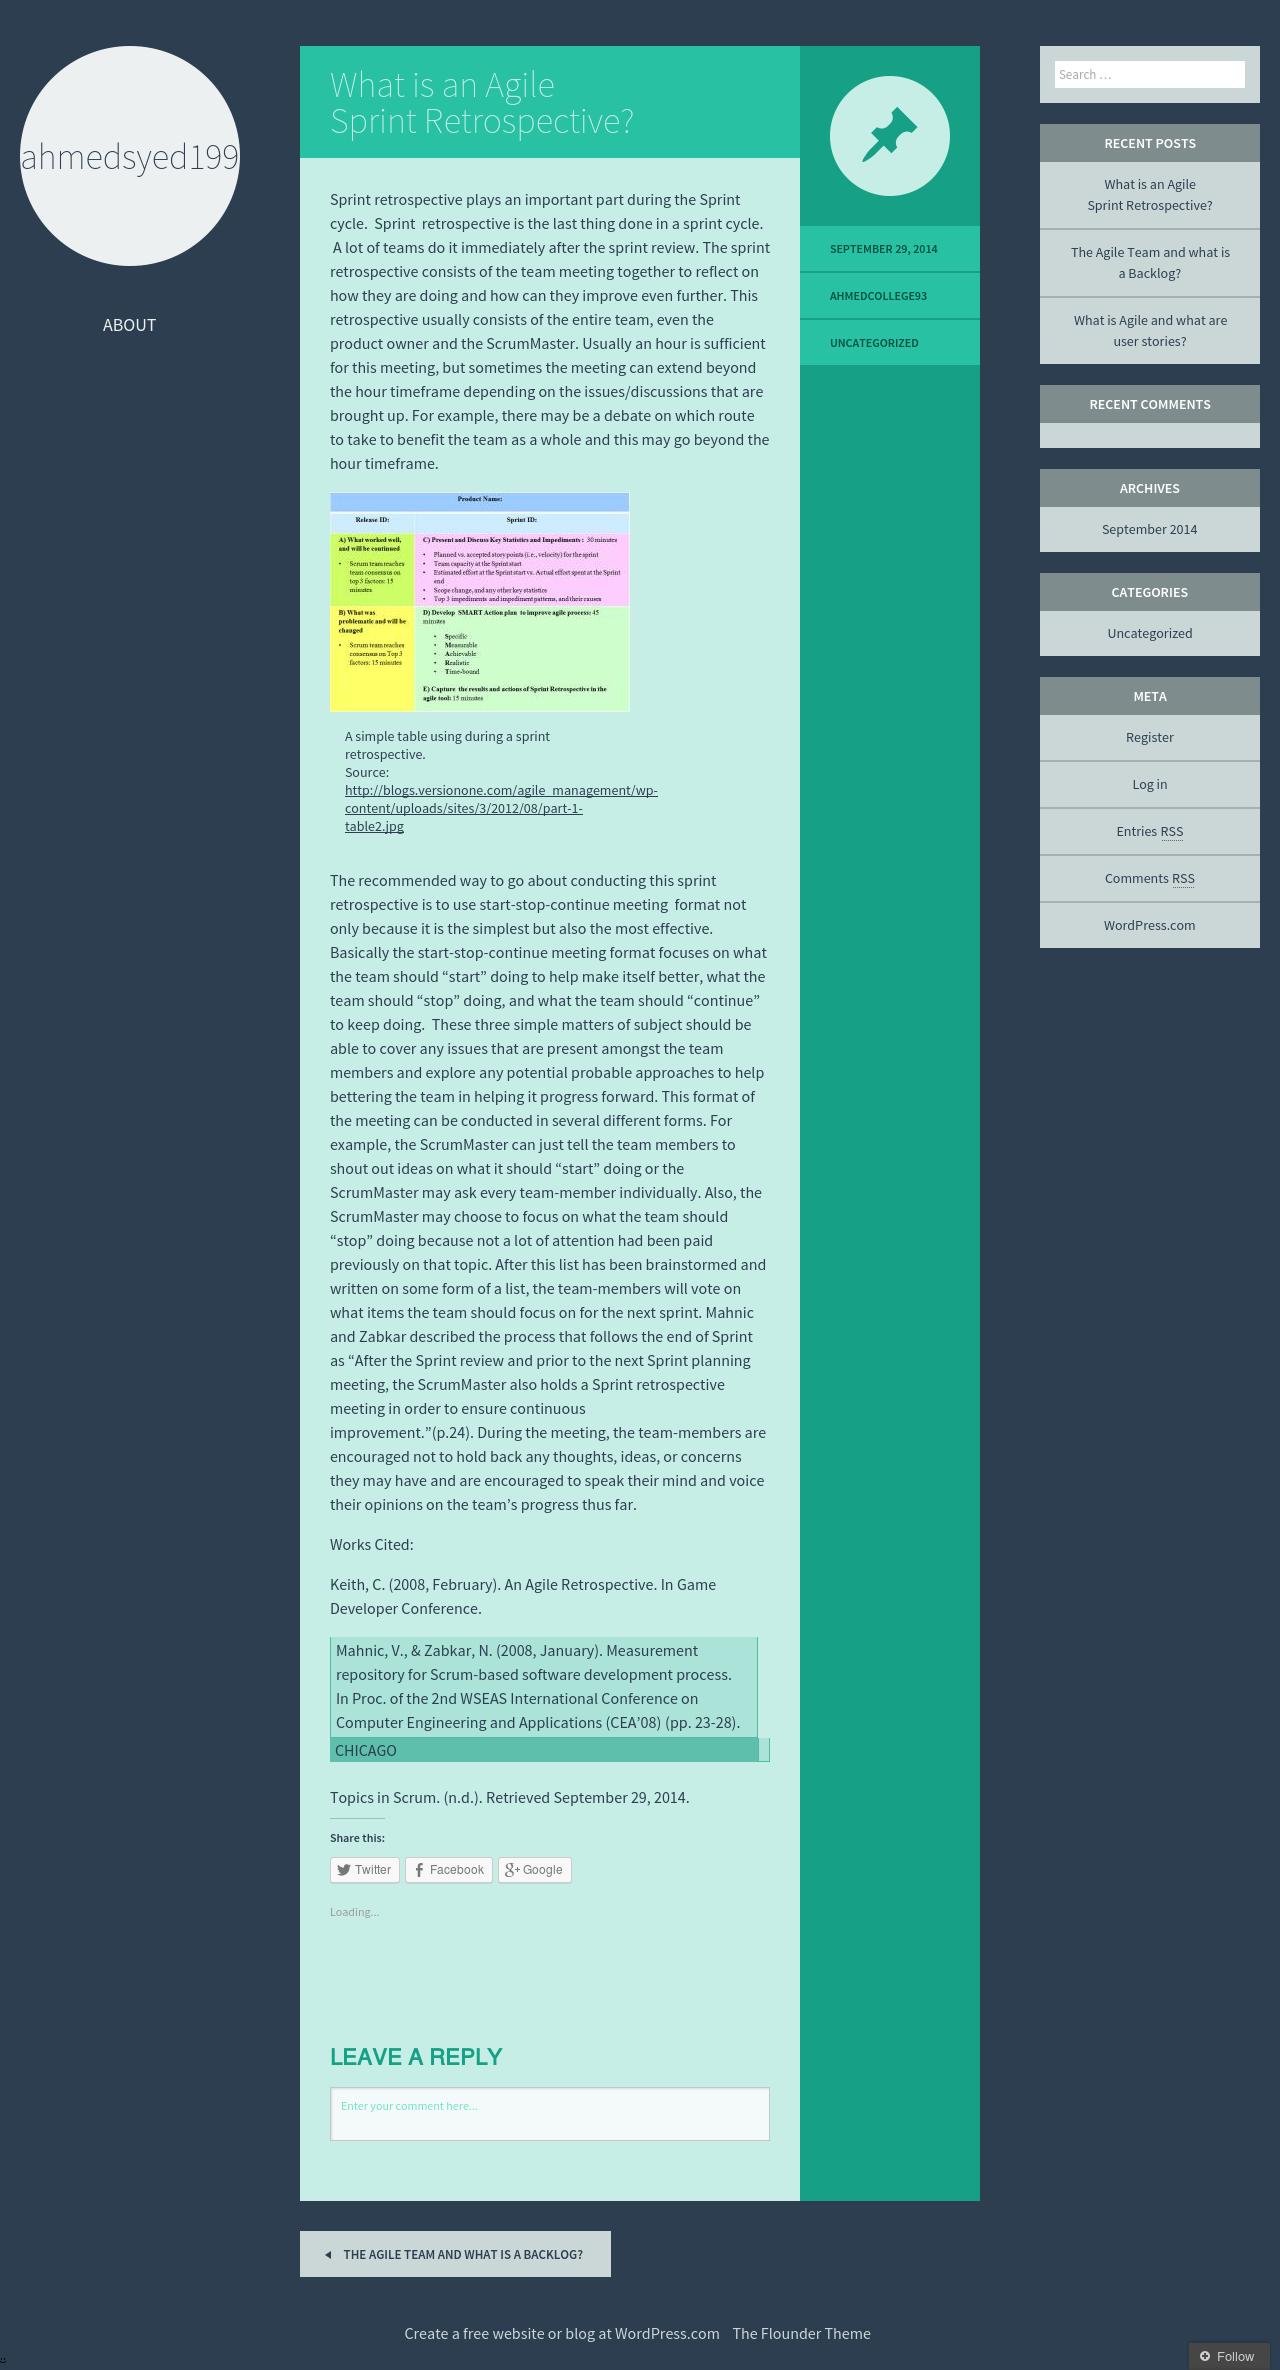 ahmedsyed199
ABOUT
What is an Agile
Sprint Retrospective?
Sprint retrospective plays an important part during the Sprint
cycle.  Sprint  retrospective is the last thing done in a sprint cycle.
A lot of teams do it immediately after the sprint review. The sprint
retrospective consists of the team meeting together to reflect on
how they are doing and how can they improve even further. This
retrospective usually consists of the entire team, even the
product owner and the ScrumMaster. Usually an hour is sufficient
for this meeting, but sometimes the meeting can extend beyond
the hour timeframe depending on the issues/discussions that are
brought up. For example, there may be a debate on which route
to take to benefit the team as a whole and this may go beyond the
hour timeframe.
Product Name:
Release ID:
Sprint ID:
A) What worked well,
and will be continued
• Scrum team reaches
team consensus on
top 3 factors: 15
minutes
C) Present and Discuss Key Statistics and Impediments : 30 minutes
• Planned vs. accepted story points (i.e., velocity) for the sprint
• Team capacity at the Sprint start
• Estimated effort at the Sprint start vs. Actual effort spent at the Sprint
end
• Scope change, and any other key statistics
• Top 3 impediments and impediment patterns, and their causes
B) What was
problematic and will be
changed
• Scrum team reaches
consensus on Top 3
factors: 15 minutes
D) Develop SMART Action plan to improve agile process: 45
minutes
• Specific
• Measurable
• Achievable
• Realistic
• Time-bound
E) Capture the results and actions of Sprint Retrospective in the
agile tool: 15 minutes
A simple table using during a sprint
retrospective.
Source:
http://blogs.versionone.com/agile_management/wp-
content/uploads/sites/3/2012/08/part-1-
table2.jpg
The recommended way to go about conducting this sprint
retrospective is to use start-stop-continue meeting  format not
only because it is the simplest but also the most effective.
Basically the start-stop-continue meeting format focuses on what
the team should “start” doing to help make itself better, what the
team should “stop” doing, and what the team should “continue”
to keep doing.  These three simple matters of subject should be
able to cover any issues that are present amongst the team
members and explore any potential probable approaches to help
bettering the team in helping it progress forward. This format of
the meeting can be conducted in several different forms. For
example, the ScrumMaster can just tell the team members to
shout out ideas on what it should “start” doing or the
ScrumMaster may ask every team-member individually. Also, the
ScrumMaster may choose to focus on what the team should
“stop” doing because not a lot of attention had been paid
previously on that topic. After this list has been brainstormed and
written on some form of a list, the team-members will vote on
what items the team should focus on for the next sprint. Mahnic
and Zabkar described the process that follows the end of Sprint
as “After the Sprint review and prior to the next Sprint planning
meeting, the ScrumMaster also holds a Sprint retrospective
meeting in order to ensure continuous
improvement.”(p.24). During the meeting, the team-members are
encouraged not to hold back any thoughts, ideas, or concerns
they may have and are encouraged to speak their mind and voice
their opinions on the team’s progress thus far.
Works Cited:
Keith, C. (2008, February). An Agile Retrospective. In Game
Developer Conference.
Mahnic, V., & Zabkar, N. (2008, January). Measurement
repository for Scrum-based software development process.
In Proc. of the 2nd WSEAS International Conference on
Computer Engineering and Applications (CEA’08) (pp. 23-28).
CHICAGO
Topics in Scrum. (n.d.). Retrieved September 29, 2014.
Share this:
Twitter
Facebook
Google
Loading...
LEAVE A REPLY
Enter your comment here...
SEPTEMBER 29, 2014
AHMEDCOLLEGE93
UNCATEGORIZED
Search …
RECENT POSTS
What is an Agile
Sprint Retrospective?
The Agile Team and what is
a Backlog?
What is Agile and what are
user stories?
RECENT COMMENTS
ARCHIVES
September 2014
CATEGORIES
Uncategorized
META
Register
Log in
Entries RSS
Comments RSS
WordPress.com
THE AGILE TEAM AND WHAT IS A BACKLOG?
Create a free website or blog at WordPress.com
The Flounder Theme
Follow